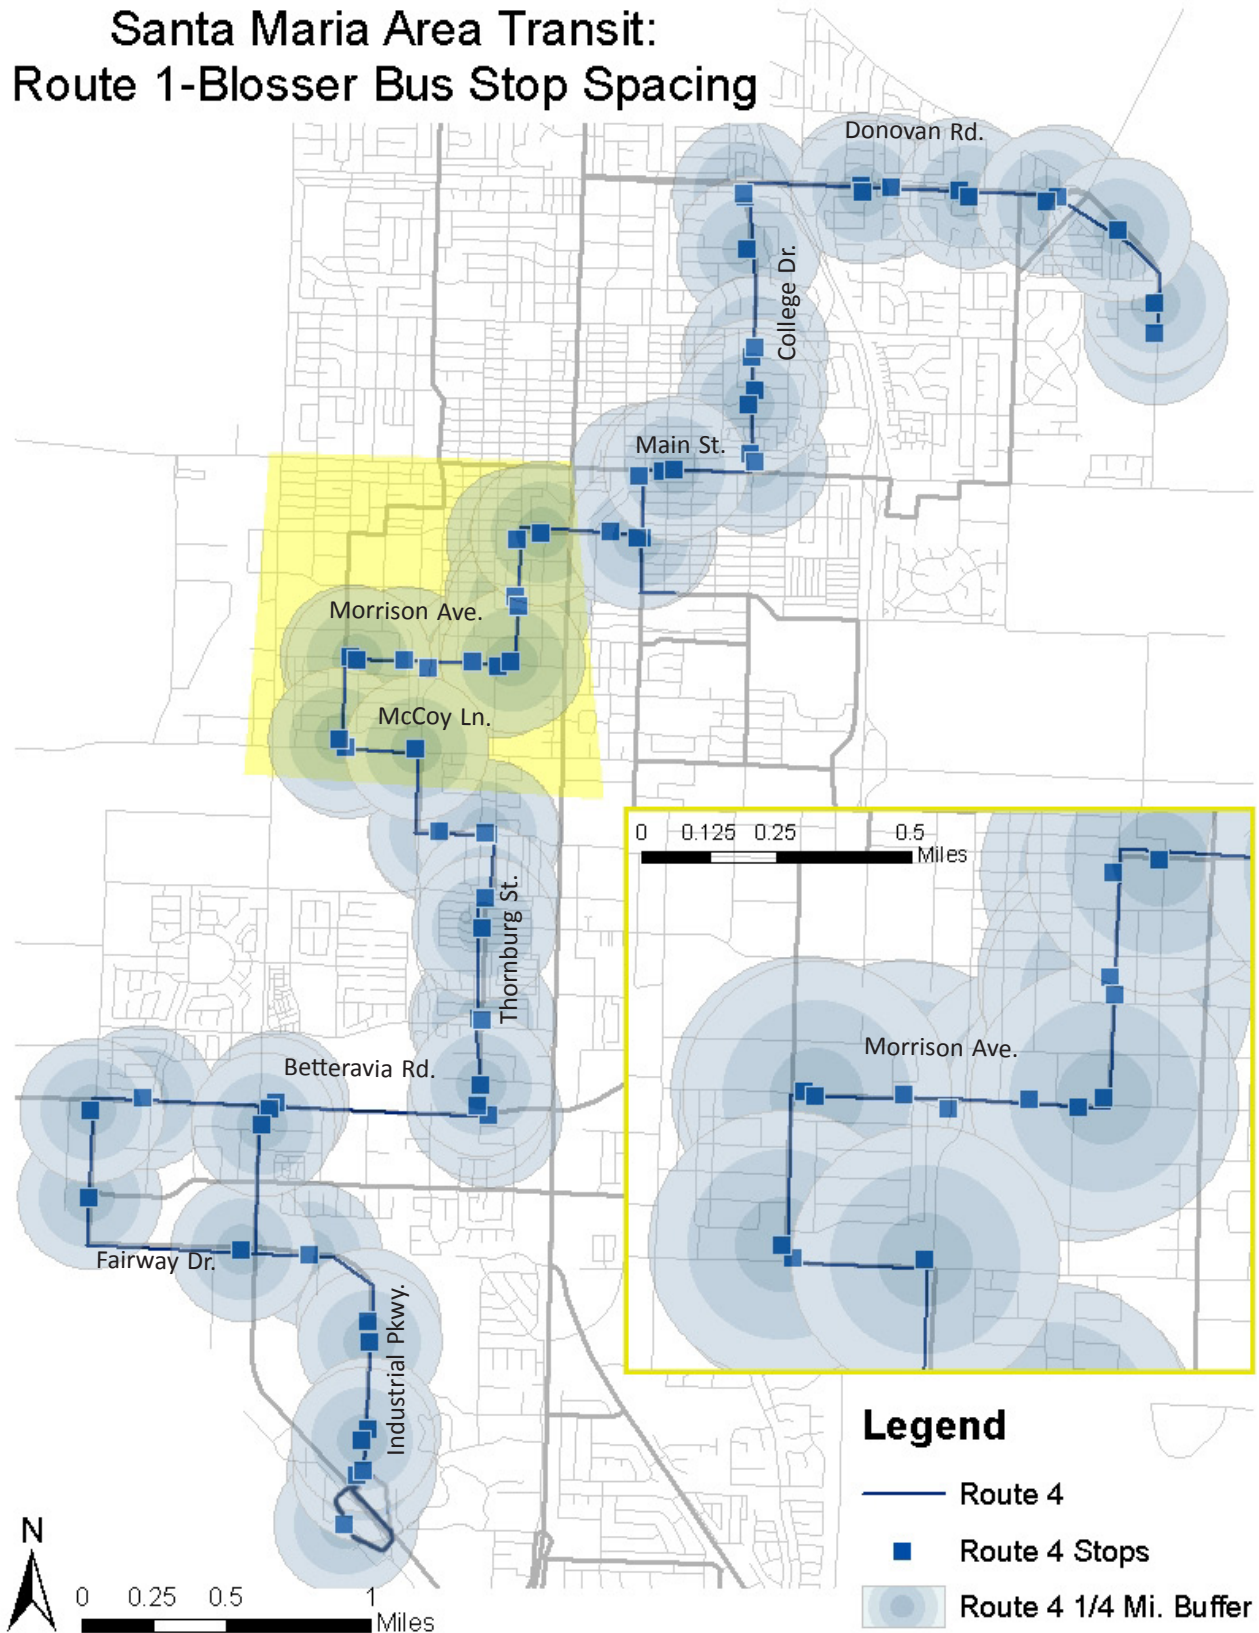 Santa Maria Area Transit:
Route 1-Blosser Bus Stop Spacing
Donovan Rd.
College Dr.
Main St.
Morrison Ave.
McCoy Ln.
0 0.125 0.25 0.5
Miles
Thornburg St.
Morrison Ave.
Betteravia Rd.
Fairway Dr.
Industrial Pkwy.
Legend
Route 4
Route 4 Stops
Route 4 1/4 Mi. Buffer
N
0 0.25 0.5 1
Miles